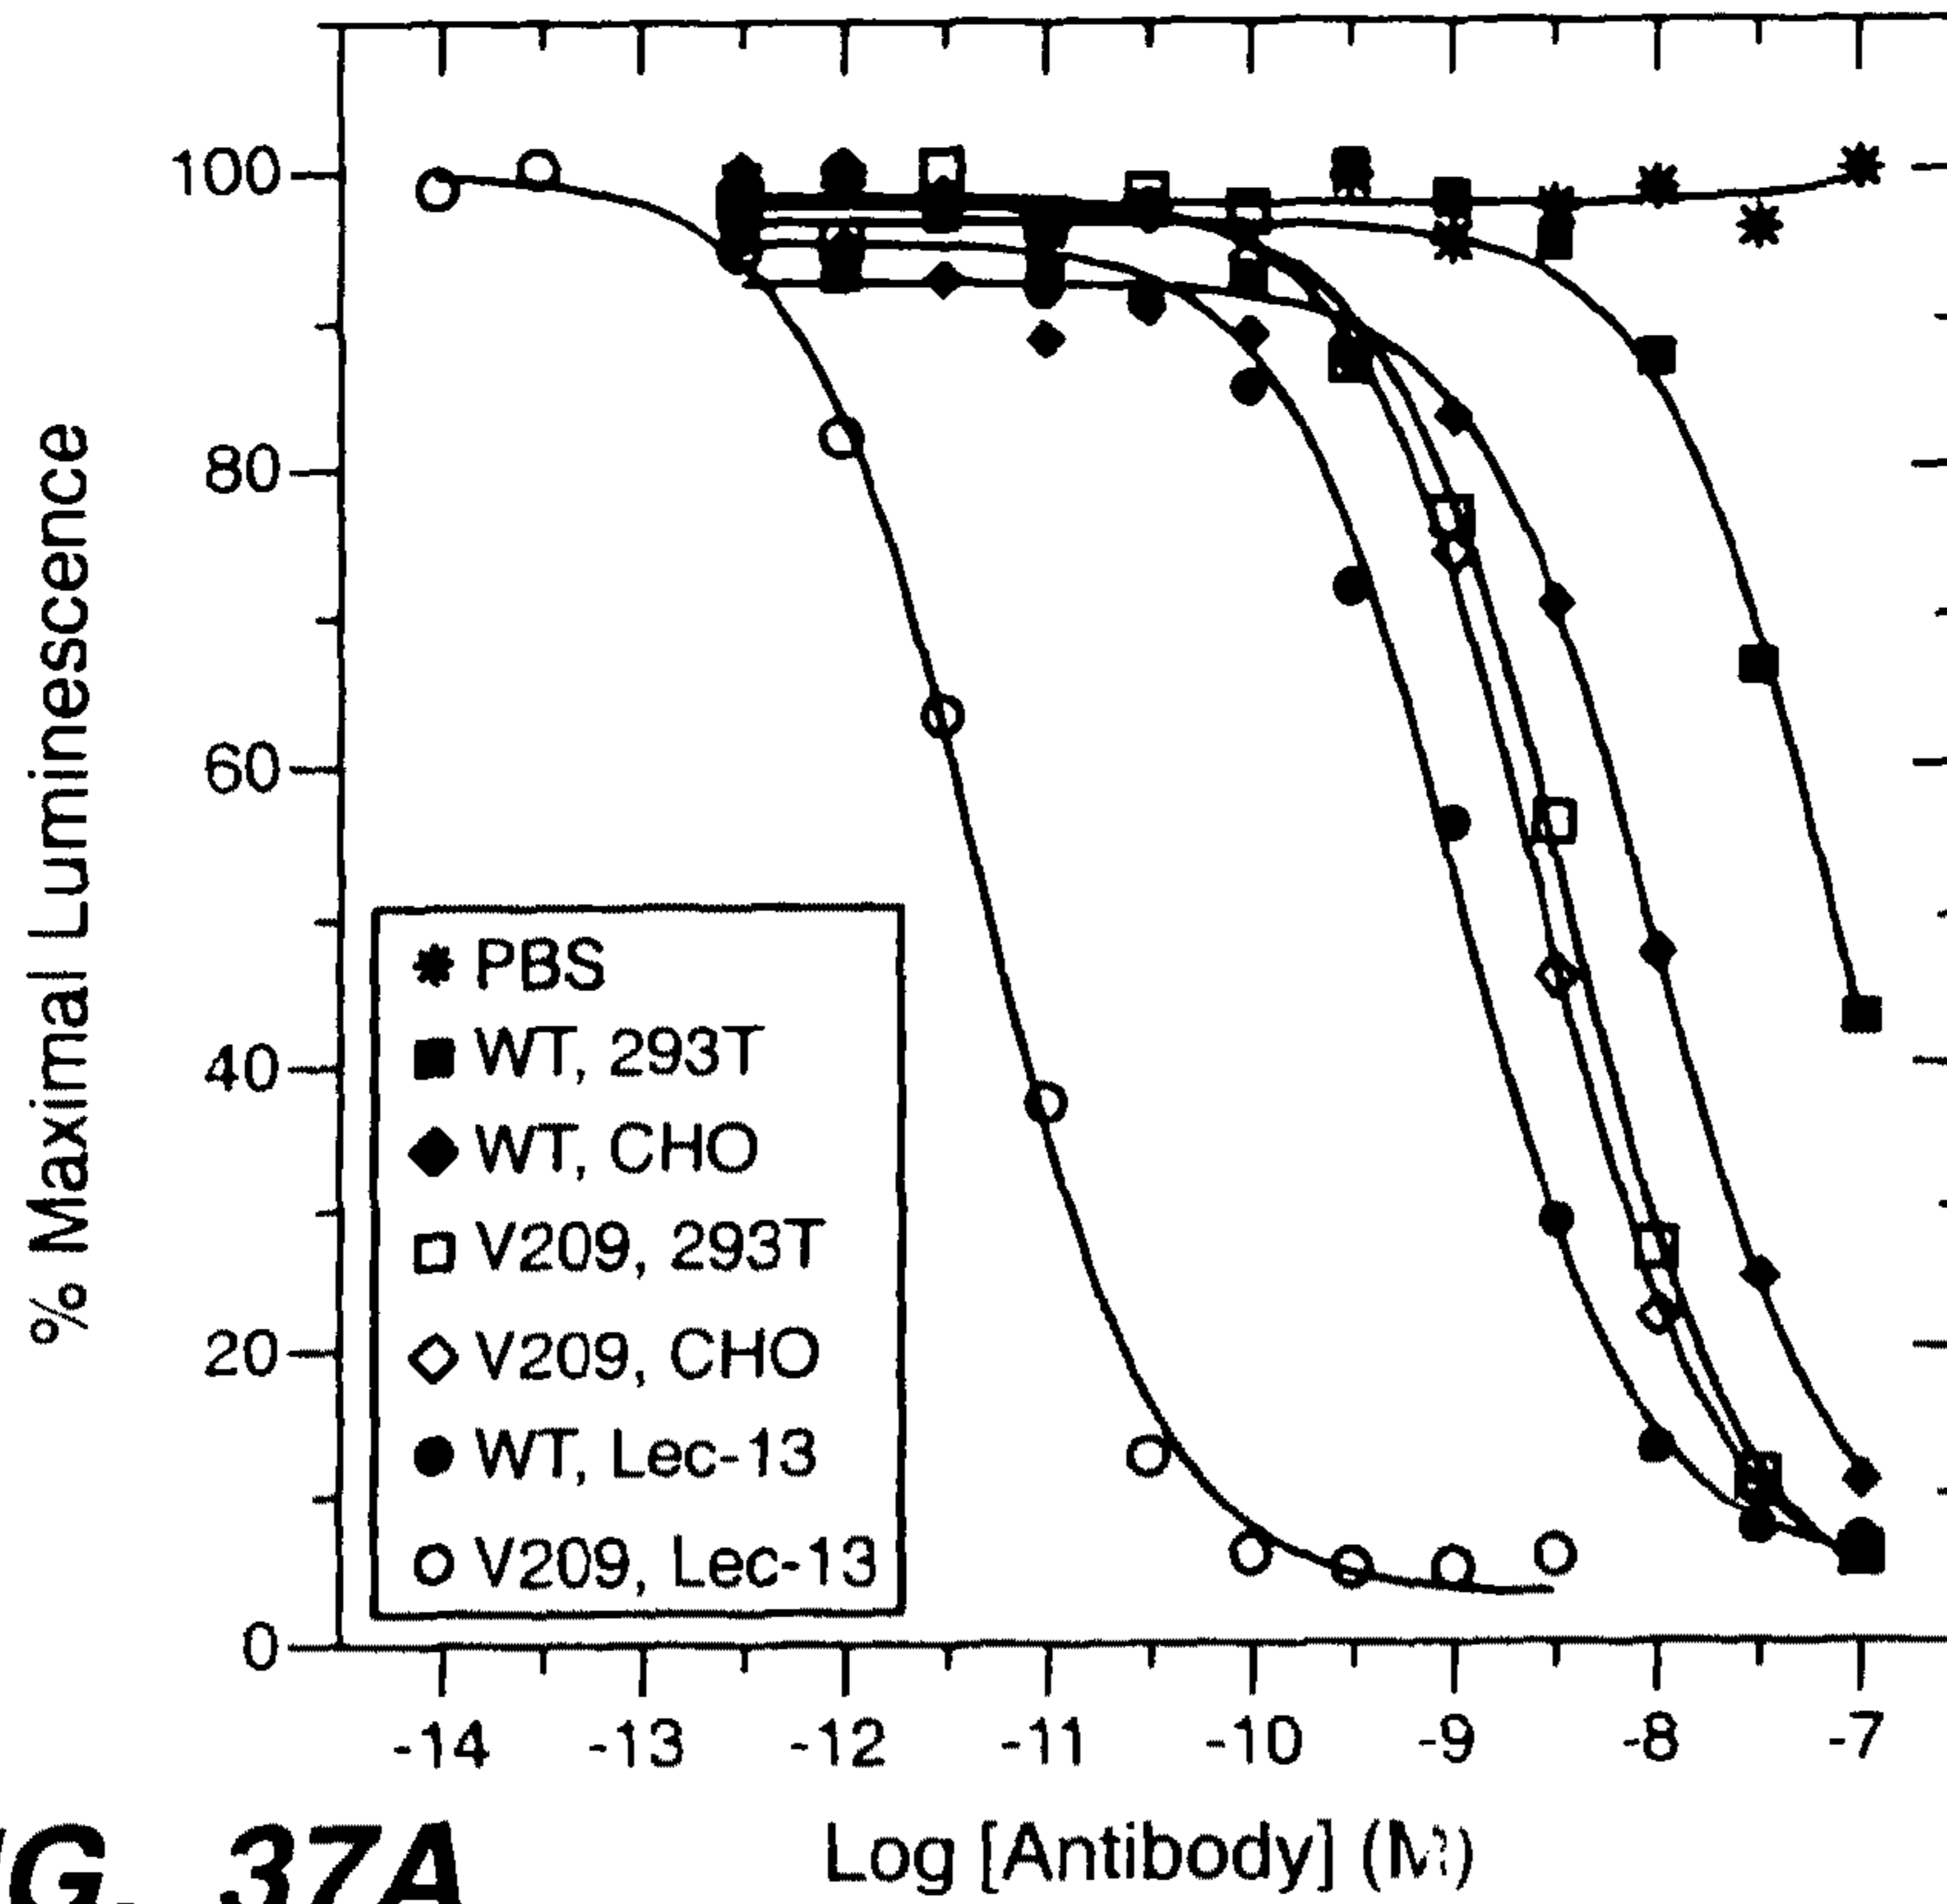 100
80
60
40
20
0
% Maximal Luminescence
PBS
WT, 293T
WT, CHO
V209, 293T
V209, CHO
WT, Lec-13
V209, Lec-13
-14 -13 -12 -11 -10 -9 -8 -7
Log [Antibody] (M)
G. 37A